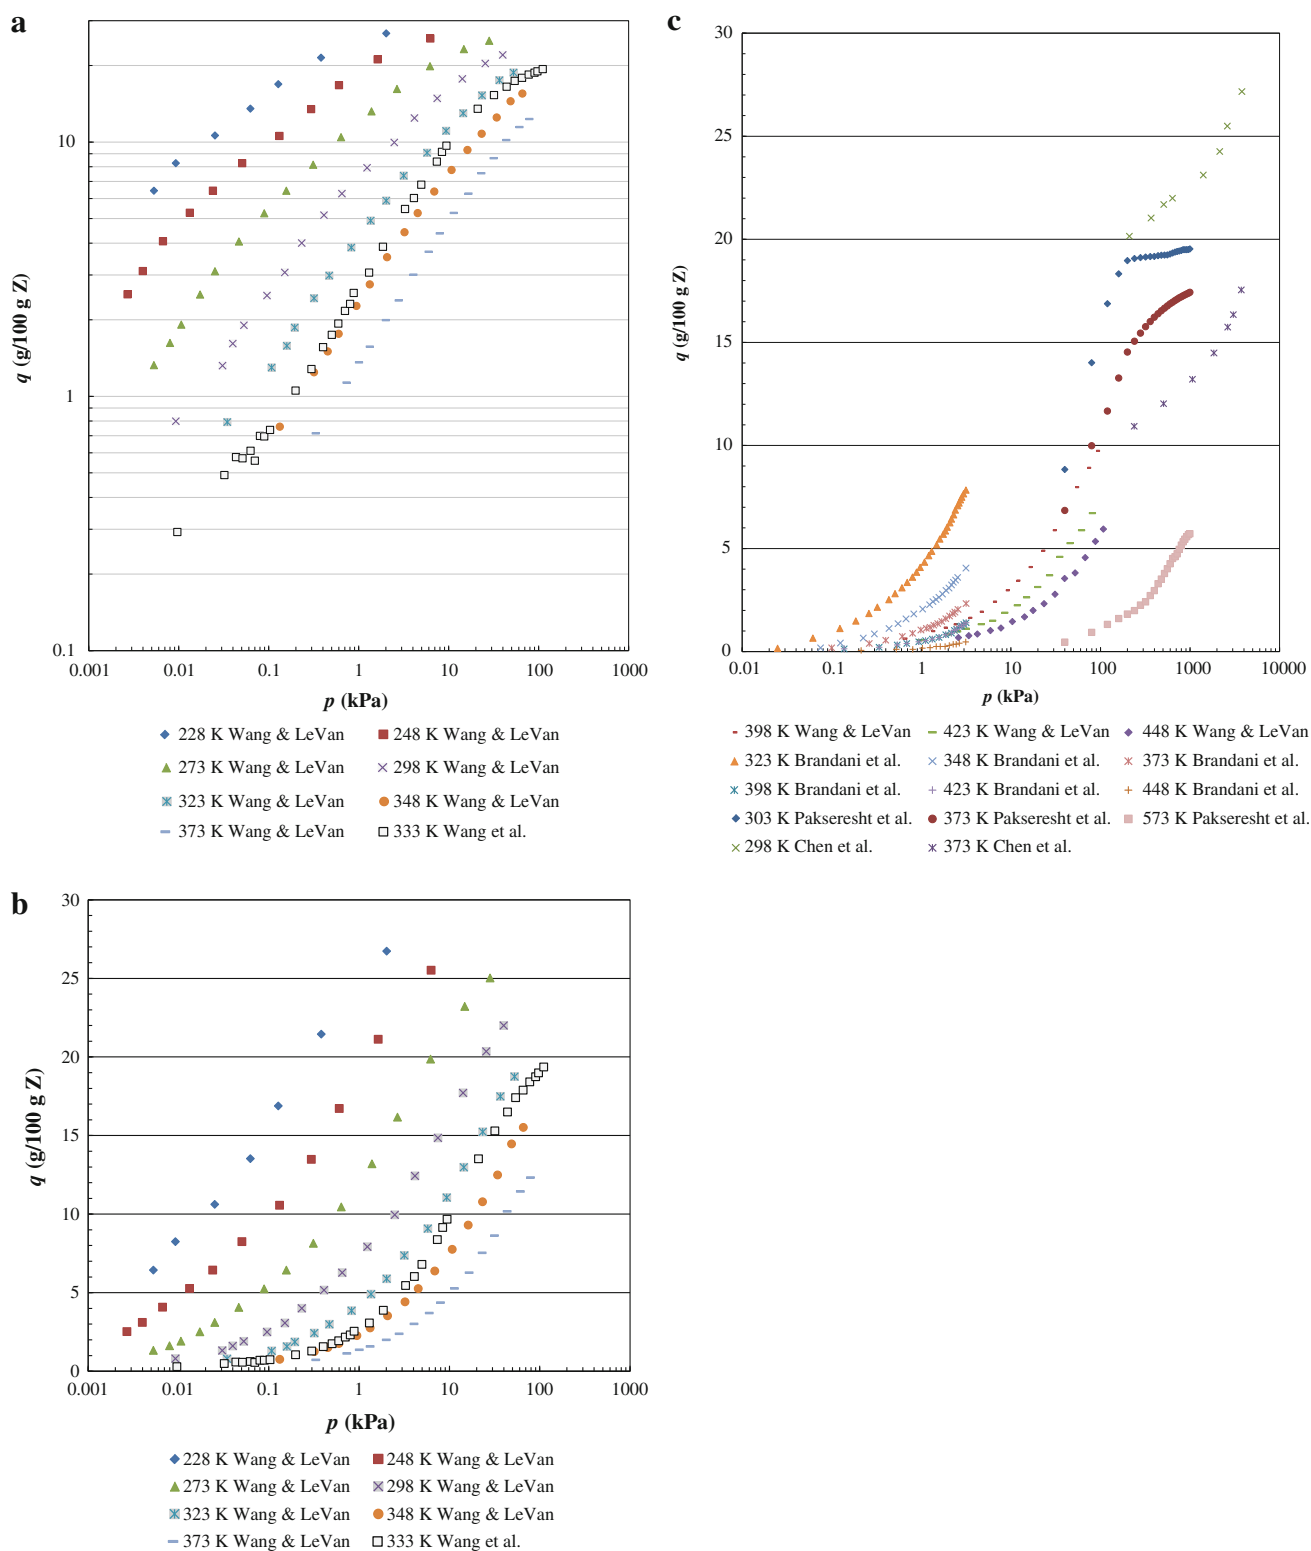 a
10
1
0.1
q (g/100 g Z)
0.001 0.01 0.1 1 10 100 1000
p (kPa)
228 K Wang & LeVan 248 K Wang & LeVan
273 K Wang & LeVan 298 K Wang & LeVan
323 K Wang & LeVan 348 K Wang & LeVan
373 K Wang & LeVan 333 K Wang et al.
b
30
25
20
15
10
5
0
q (g/100 g Z)
0.001 0.01 0.1 1 10 100 1000
p (kPa)
228 K Wang & LeVan 248 K Wang & LeVan
273 K Wang & LeVan 298 K Wang & LeVan
323 K Wang & LeVan 348 K Wang & LeVan
373 K Wang & LeVan 333 K Wang et al.
c
30
25
20
15
10
5
0
q (g/100 g Z)
0.01 0.1 1 10 100 1000 10000
p (kPa)
398 K Wang & LeVan 423 K Wang & LeVan 448 K Wang & LeVan
323 K Brandani et al. 348 K Brandani et al. 373 K Brandani et al.
398 K Brandani et al. 423 K Brandani et al. 448 K Brandani et al.
303 K Pakseresht et al. 373 K Pakseresht et al. 573 K Pakseresht et al.
298 K Chen et al. 373 K Chen et al.